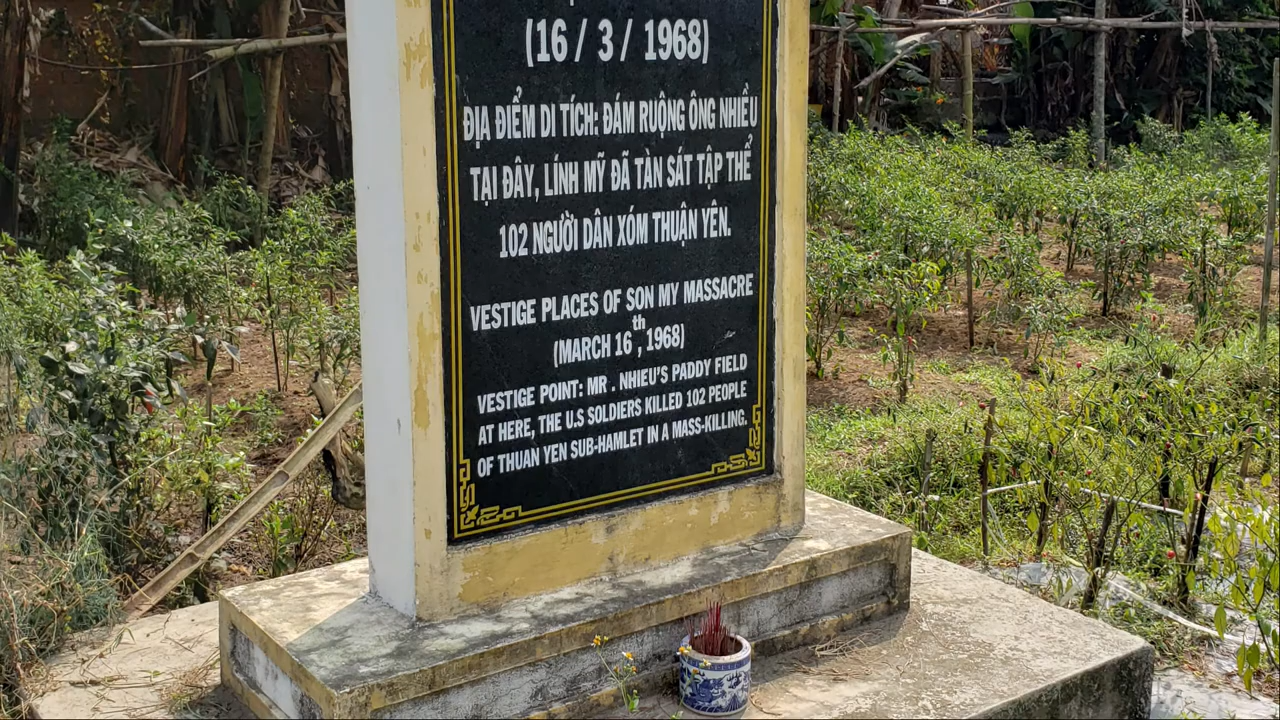 (16 / 3 / 1968)
ĐỊA ĐIỂM DI TÍCH: ĐÁM RUỘNG ÔNG NHIỀU
TẠI ĐÂY, LÍNH MỸ ĐÃ TÀN SÁT TẬP THỂ
102 NGƯỜI DÂN XÓM THUẬN YÊN.
VESTIGE PLACES OF SON MY MASSACRE
(MARCH 16th, 1968)
VESTIGE POINT: MR . NHIEU'S PADDY FIELD
AT HERE, THE U.S SOLDIERS KILLED 102 PEOPLE
OF THUAN YEN SUB-HAMLET IN A MASS-KILLING.